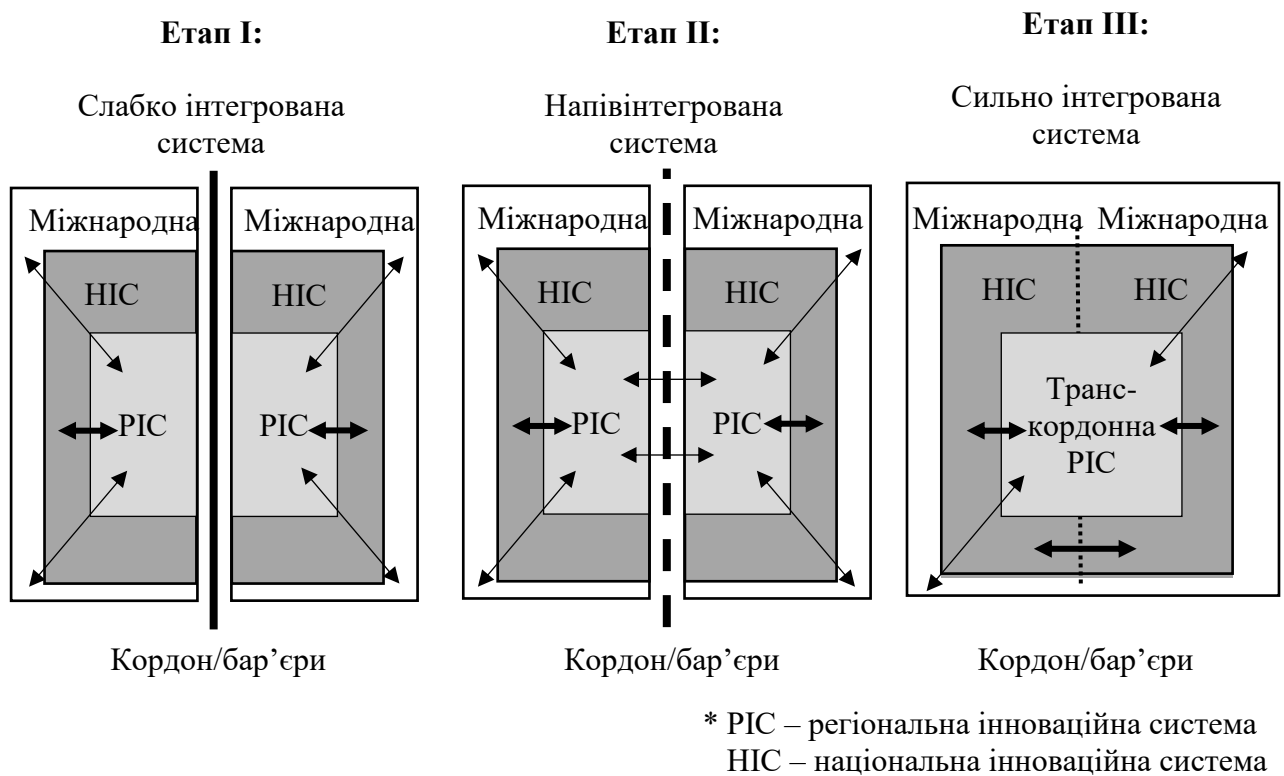 Етап I:
Слабко інтегрована
система
Міжнародна
Міжнародна
НІС
НІС
РІС
РІС
Кордон/бар’єри
Етап II:
Напівінтегрована
система
Міжнародна
Міжнародна
НІС
НІС
РІС
РІС
Кордон/бар’єри
Етап III:
Сильно інтегрована
система
Міжнародна
Міжнародна
НІС
НІС
Транс-
кордонна
РІС
Кордон/бар’єри
* РІС – регіональна інноваційна система
НІС – національна інноваційна система